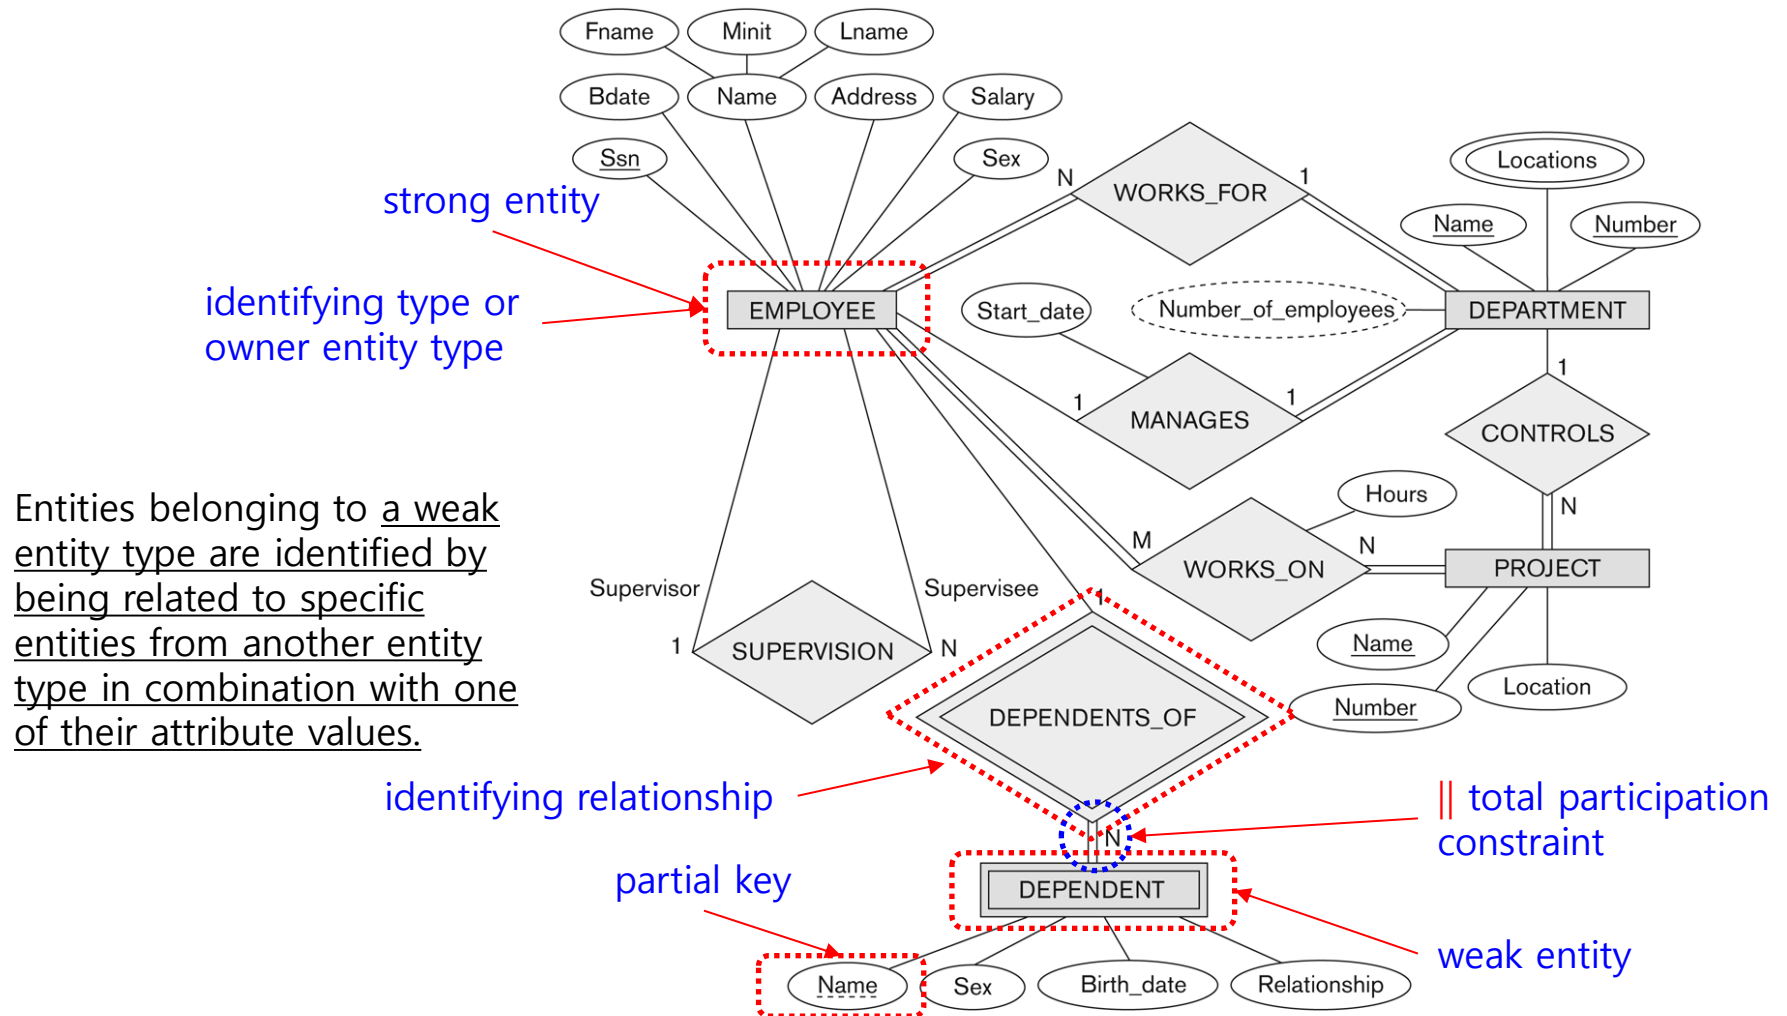 Fname
Minit
Lname
Bdate
Name
Address
Salary
Ssn
Sex
strong entity
identifying type or
owner entity type
EMPLOYEE
N
WORKS_FOR
1
Locations
Name
Number
Start_date
Number_of_employees
DEPARTMENT
1
MANAGES
1
1
CONTROLS
N
Entities belonging to a weak
entity type are identified by
being related to specific
entities from another entity
type in combination with one
of their attribute values.
Hours
M
WORKS_ON
N
PROJECT
Name
Number
Location
Supervisor
Supervisee
1
SUPERVISION
N
1
DEPENDENTS_OF
identifying relationship
|| total participation
constraint
N
partial key
DEPENDENT
weak entity
Name
Sex
Birth_date
Relationship